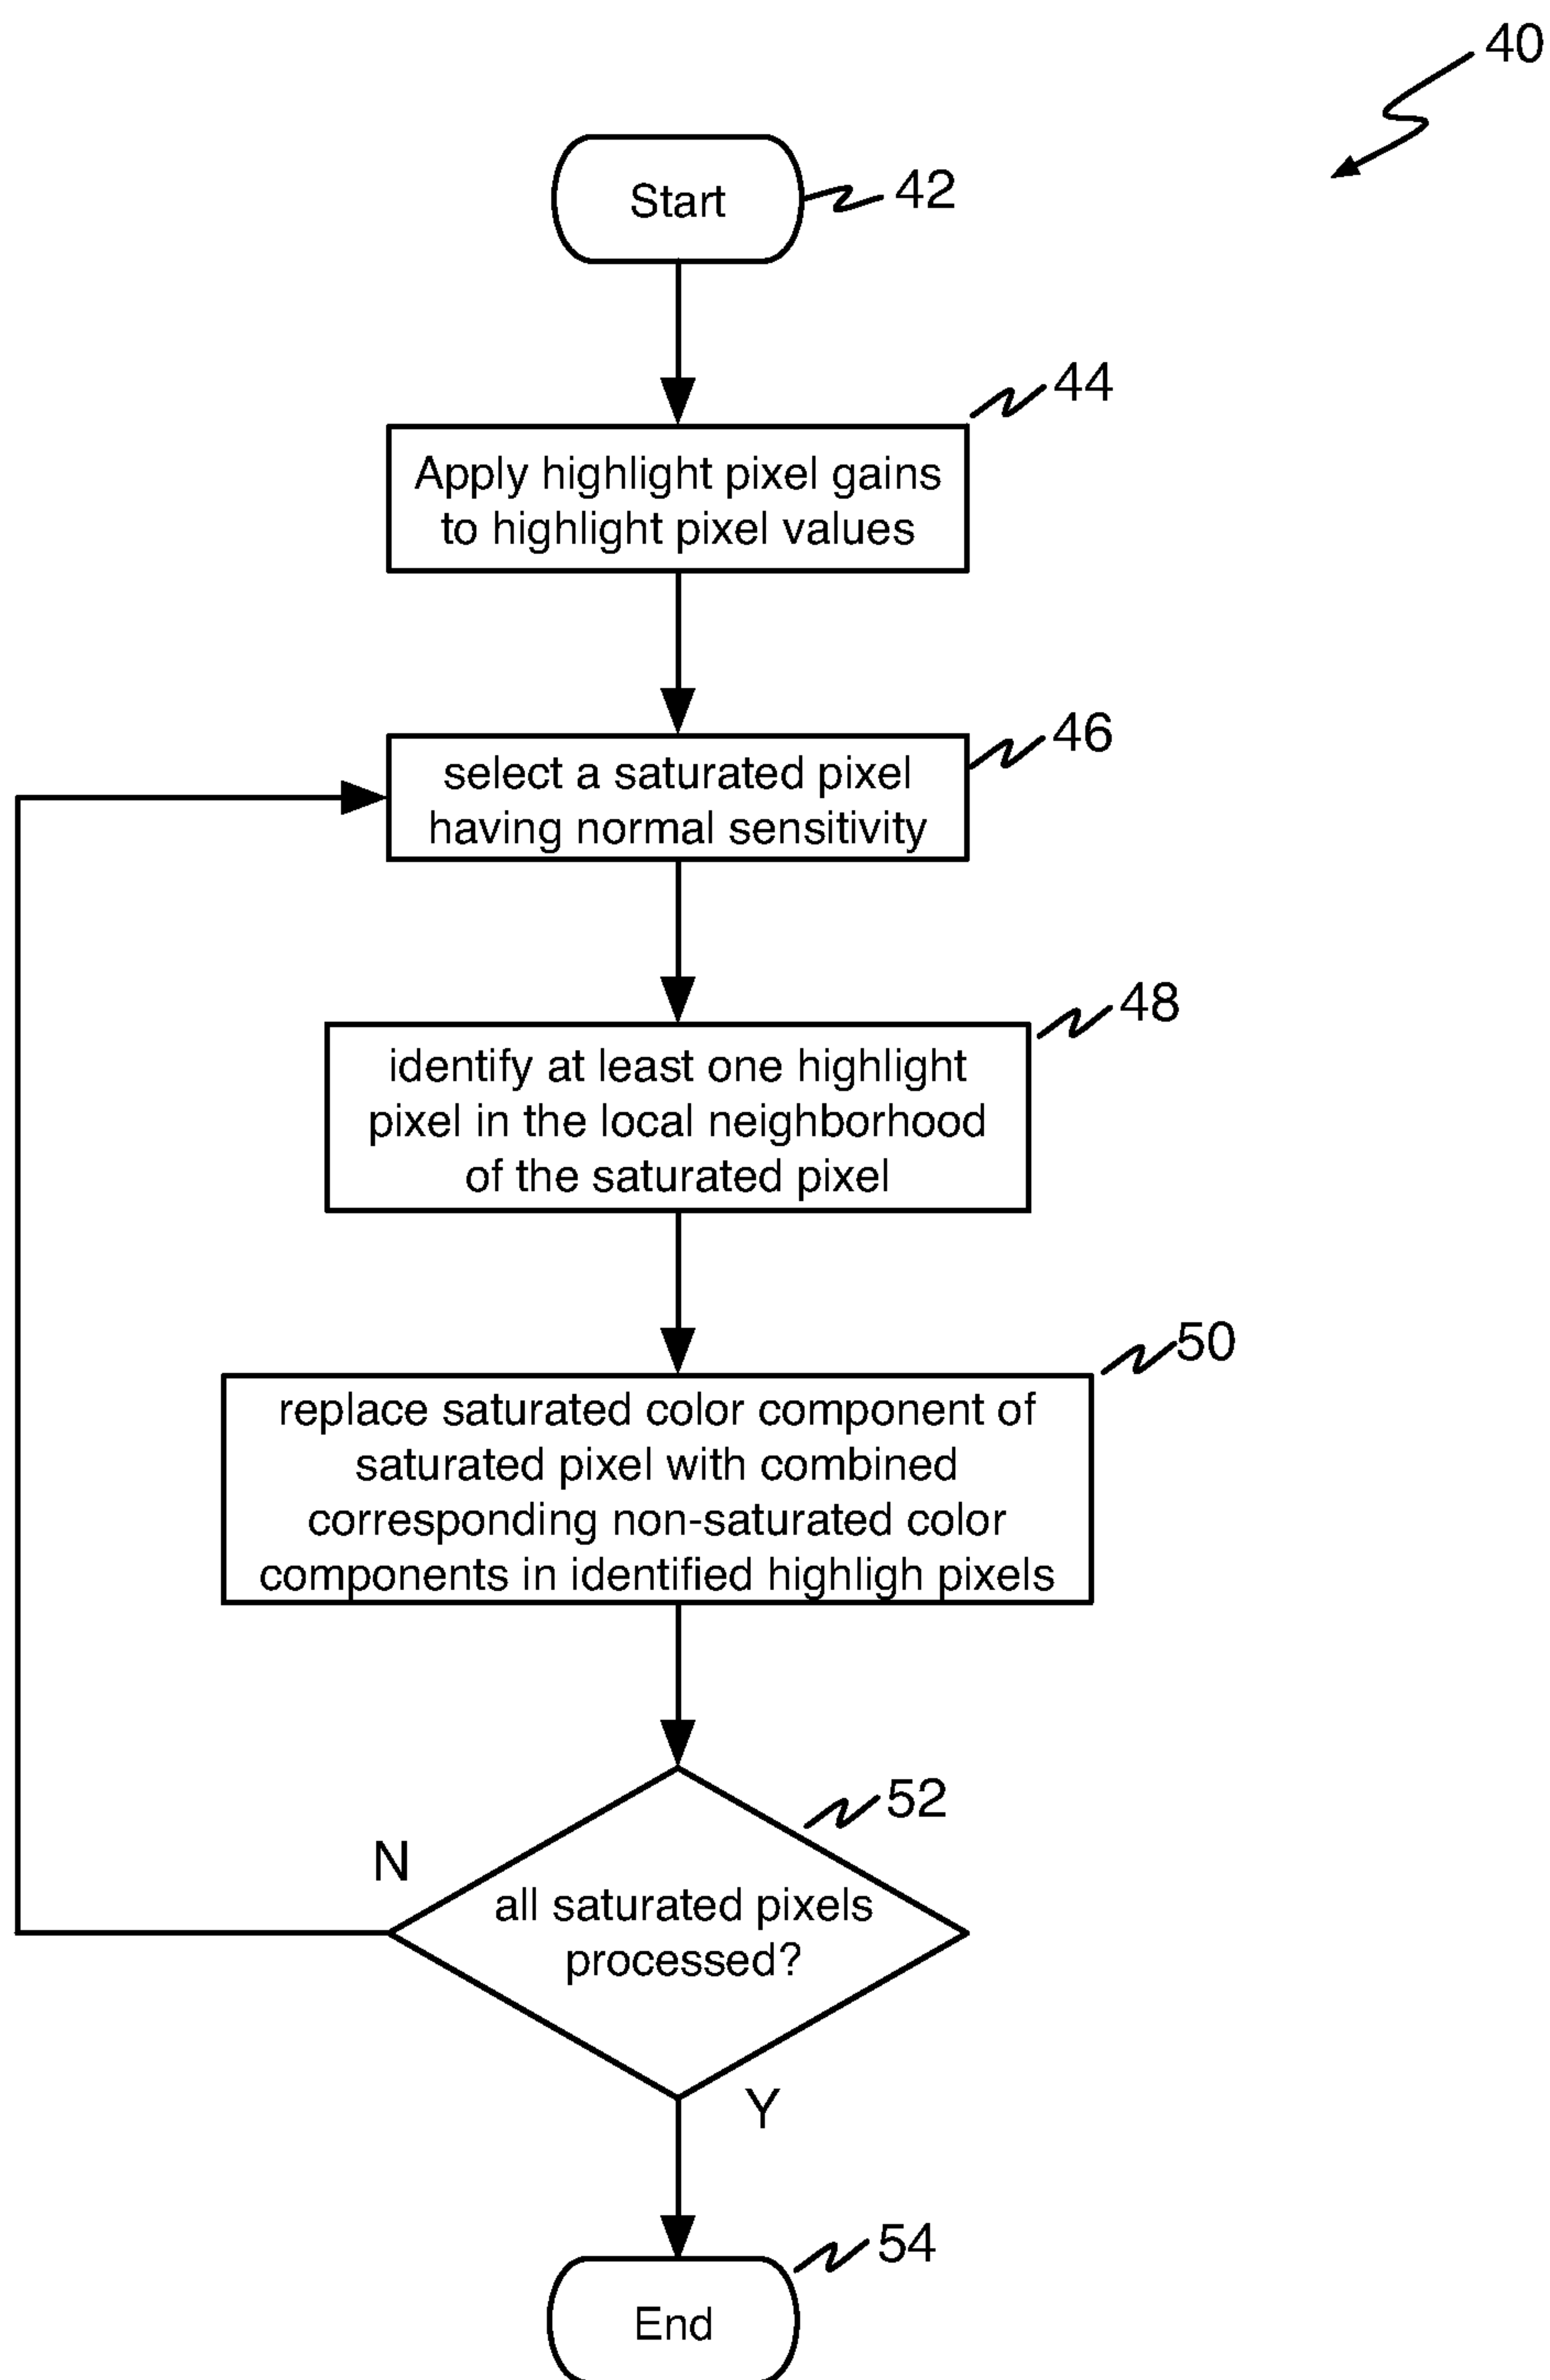 40
Start
42
44
Apply highlight pixel gains
to highlight pixel values
46
select a saturated pixel
having normal sensitivity
48
identify at least one highlight
pixel in the local neighborhood
of the saturated pixel
50
replace saturated color component of
saturated pixel with combined
corresponding non-saturated color
components in identified highligh pixels
52
N
all saturated pixels
processed?
Y
54
End